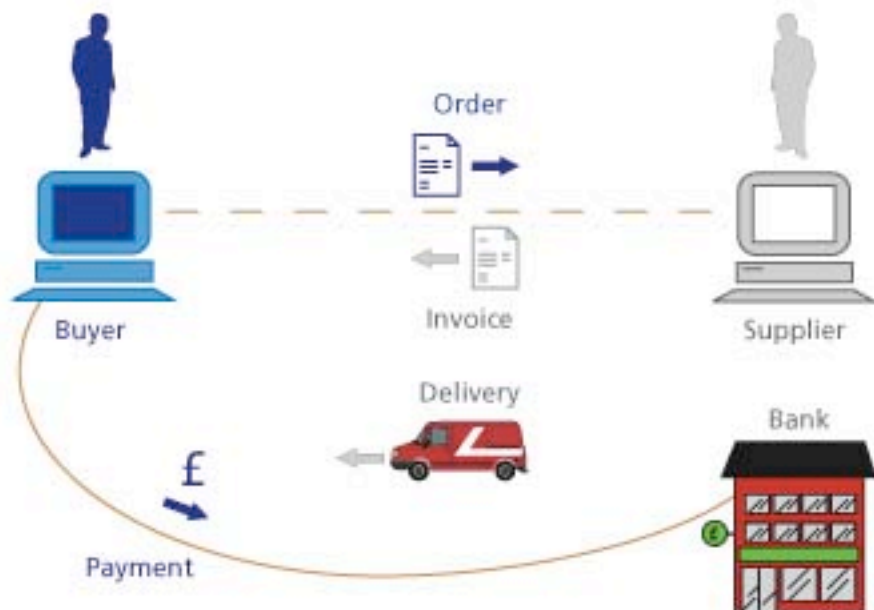 Order
Invoice
Buyer
Supplier
Delivery
Bank
£
£
Payment